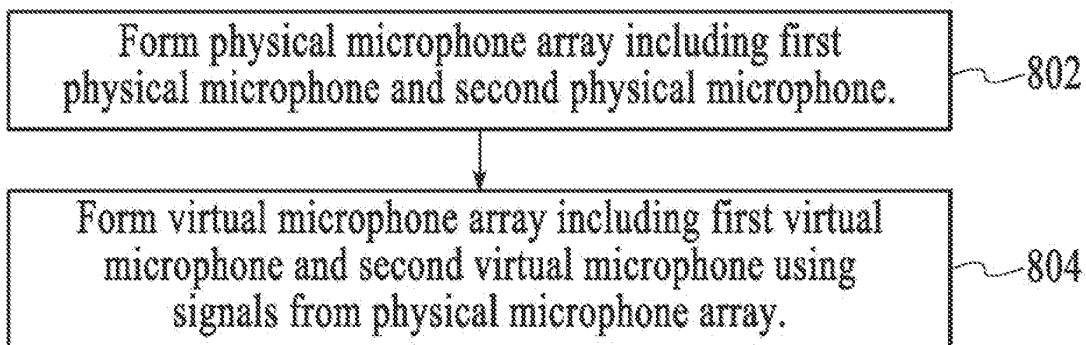 Form physical microphone array including first
physical microphone and second physical microphone.
802
Form virtual microphone array including first virtual
microphone and second virtual microphone using
signals from physical microphone array.
804